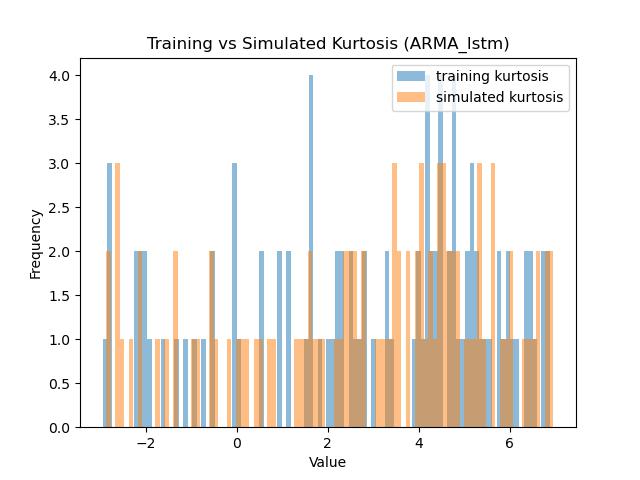 Training vs Simulated Kurtosis (ARMA_lstm)
training kurtosis
simulated kurtosis
Frequency
4.0
3.5
3.0
2.5
2.0
1.5
1.0
0.5
0.0
−2
0
2
4
6
Value